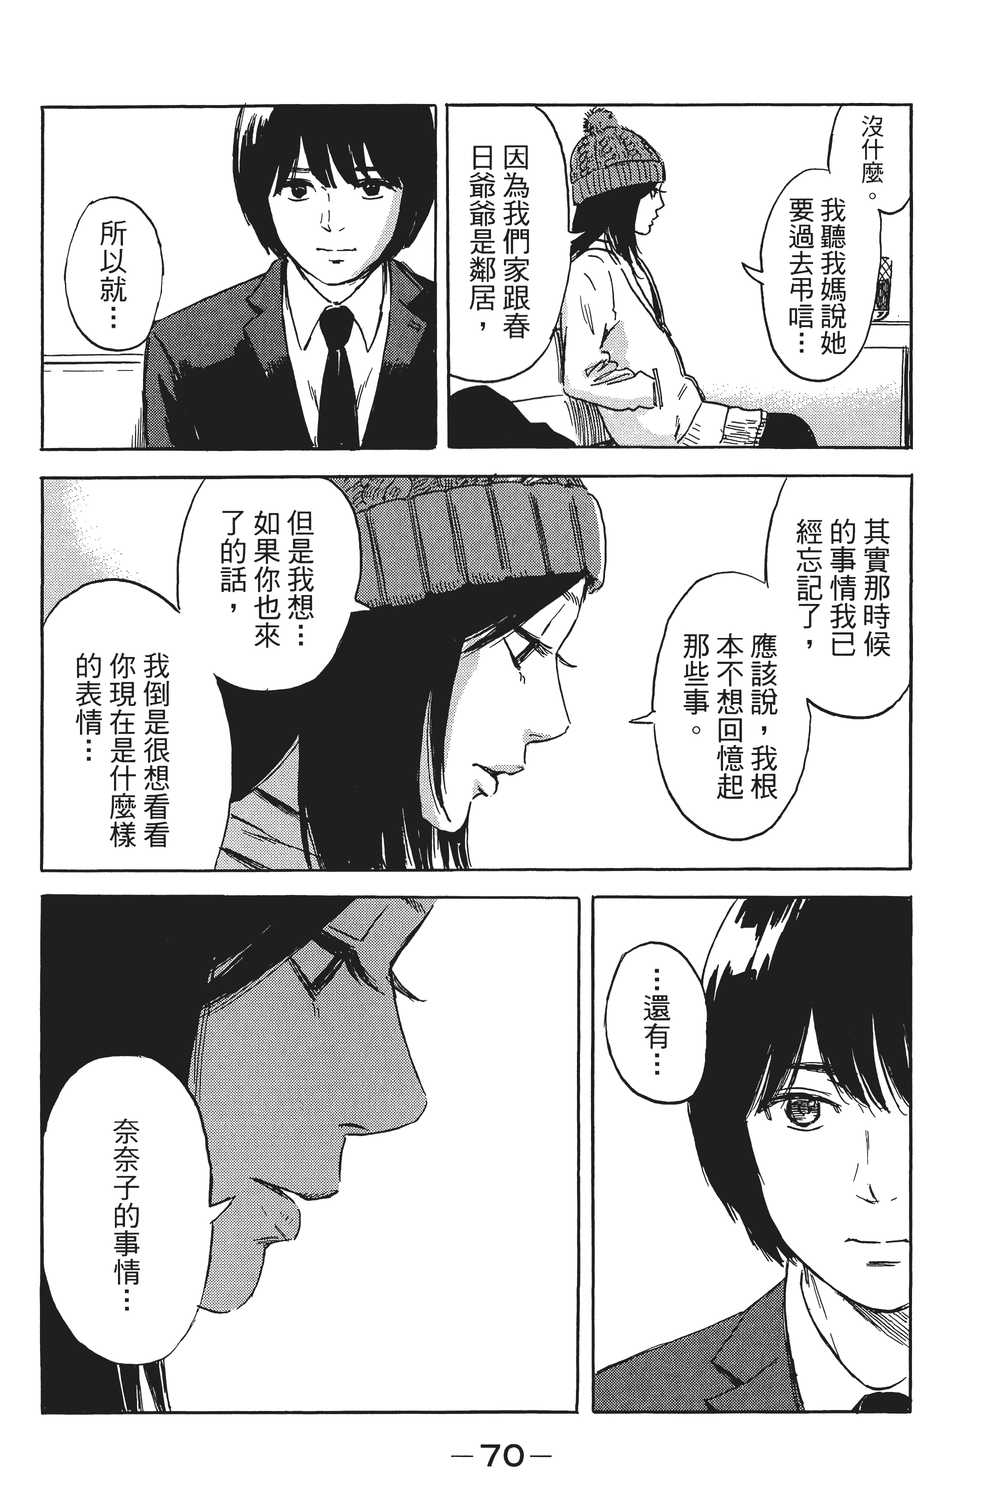 沒什麼。
我聽我媽說她
要過去弔唁…
因為我們家跟春
日爺爺是鄰居，
所以就…
其實那時候
的事情我已
經忘記了，
應該說，我根
本不想回憶起
那些事。
但是我想…
如果你也來
了的話，
我倒是很想看看
你現在是什麼樣
的表情…
…還有…
奈奈子的事情…
—70—